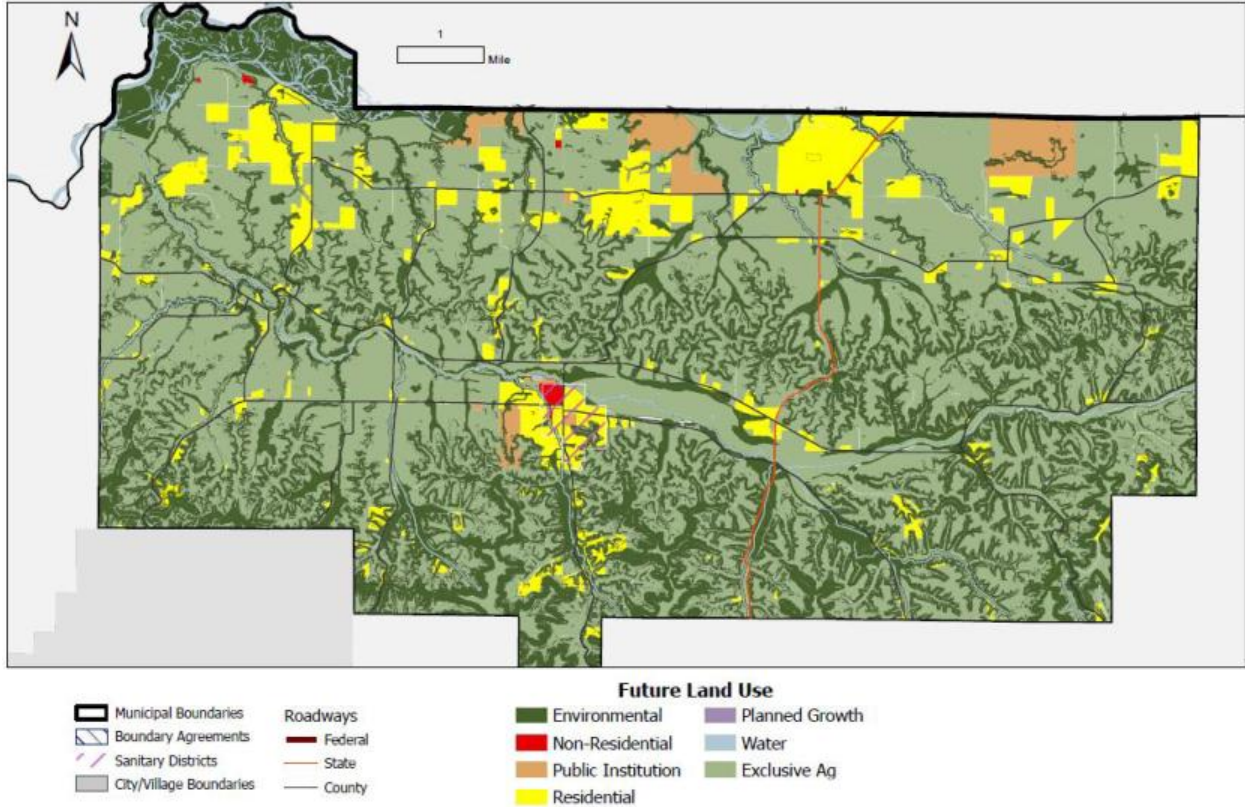 N
1
Mile
Future Land Use
Municipal Boundaries
Boundary Agreements
Sanitary Districts
City/Village Boundaries
Roadways
Federal
State
County
Environmental
Non-Residential
Public Institution
Residential
Planned Growth
Water
Exclusive Ag